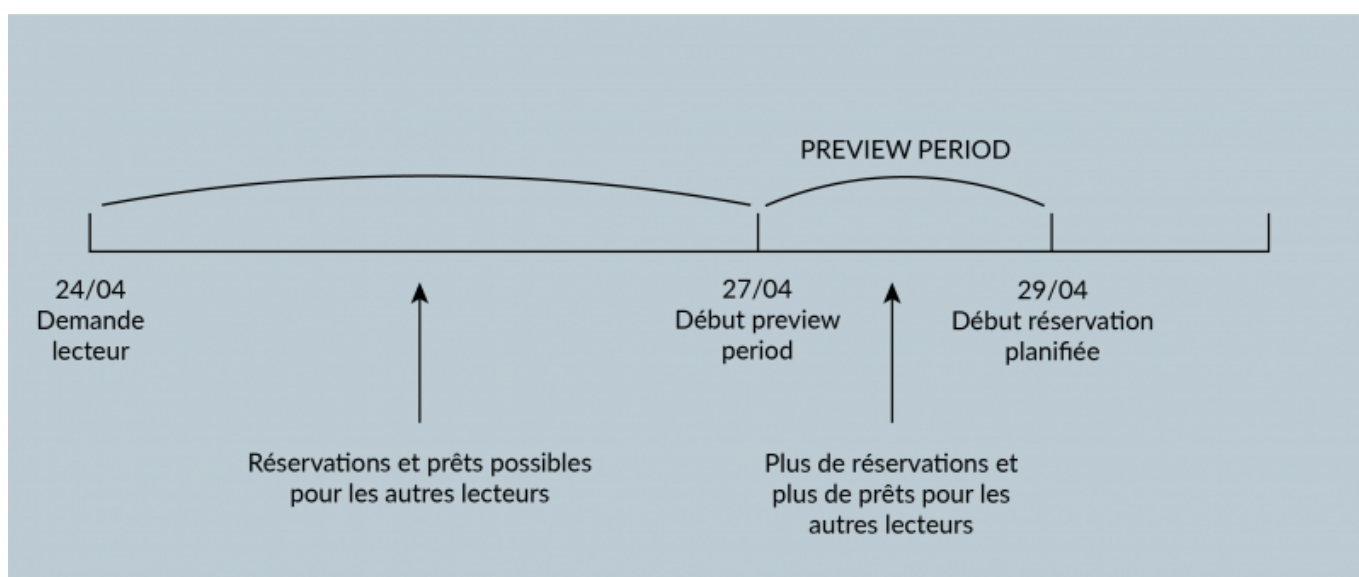 PREVIEW PERIOD
24/04
Demande
lecteur
27/04
Début preview
period
29/04
Début réservation
planifiée
Réservations et prêts possibles
pour les autres lecteurs
Plus de réservations et
plus de prêts pour les
autres lecteurs